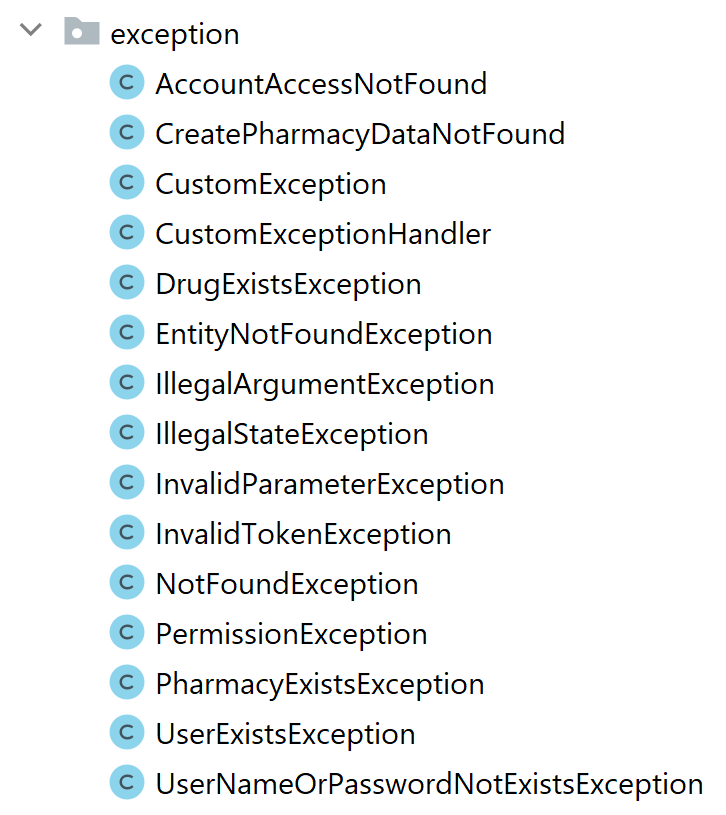 exception
C AccountAccessNotFound
C CreatePharmacyDataNotFound
C CustomException
C CustomExceptionHandler
C DrugExistsException
C EntityNotFoundException
C IllegalArgumentException
C IllegalStateException
C InvalidParameterException
C InvalidTokenException
C NotFoundException
C PermissionException
C PharmacyExistsException
C UserExistsException
C UserNameOrPasswordNotExistsException